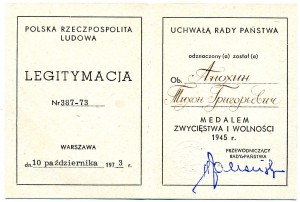 POLSKA RZECZPOSPOLITA
LUDOWA
LEGITYMACJA
Nr 387-73
WARSZAWA
dn. 10 października 1973 r.
UCHWAŁĄ RADY PAŃSTWA
odznaczony (a) został (a)
Ob. Анохин
Тихон Григорьевич
MEDALEM
ZWYCIĘSTWA I WOLNOŚCI
1945 r.
PRZEWODNICZĄCY
RADY PAŃSTWA